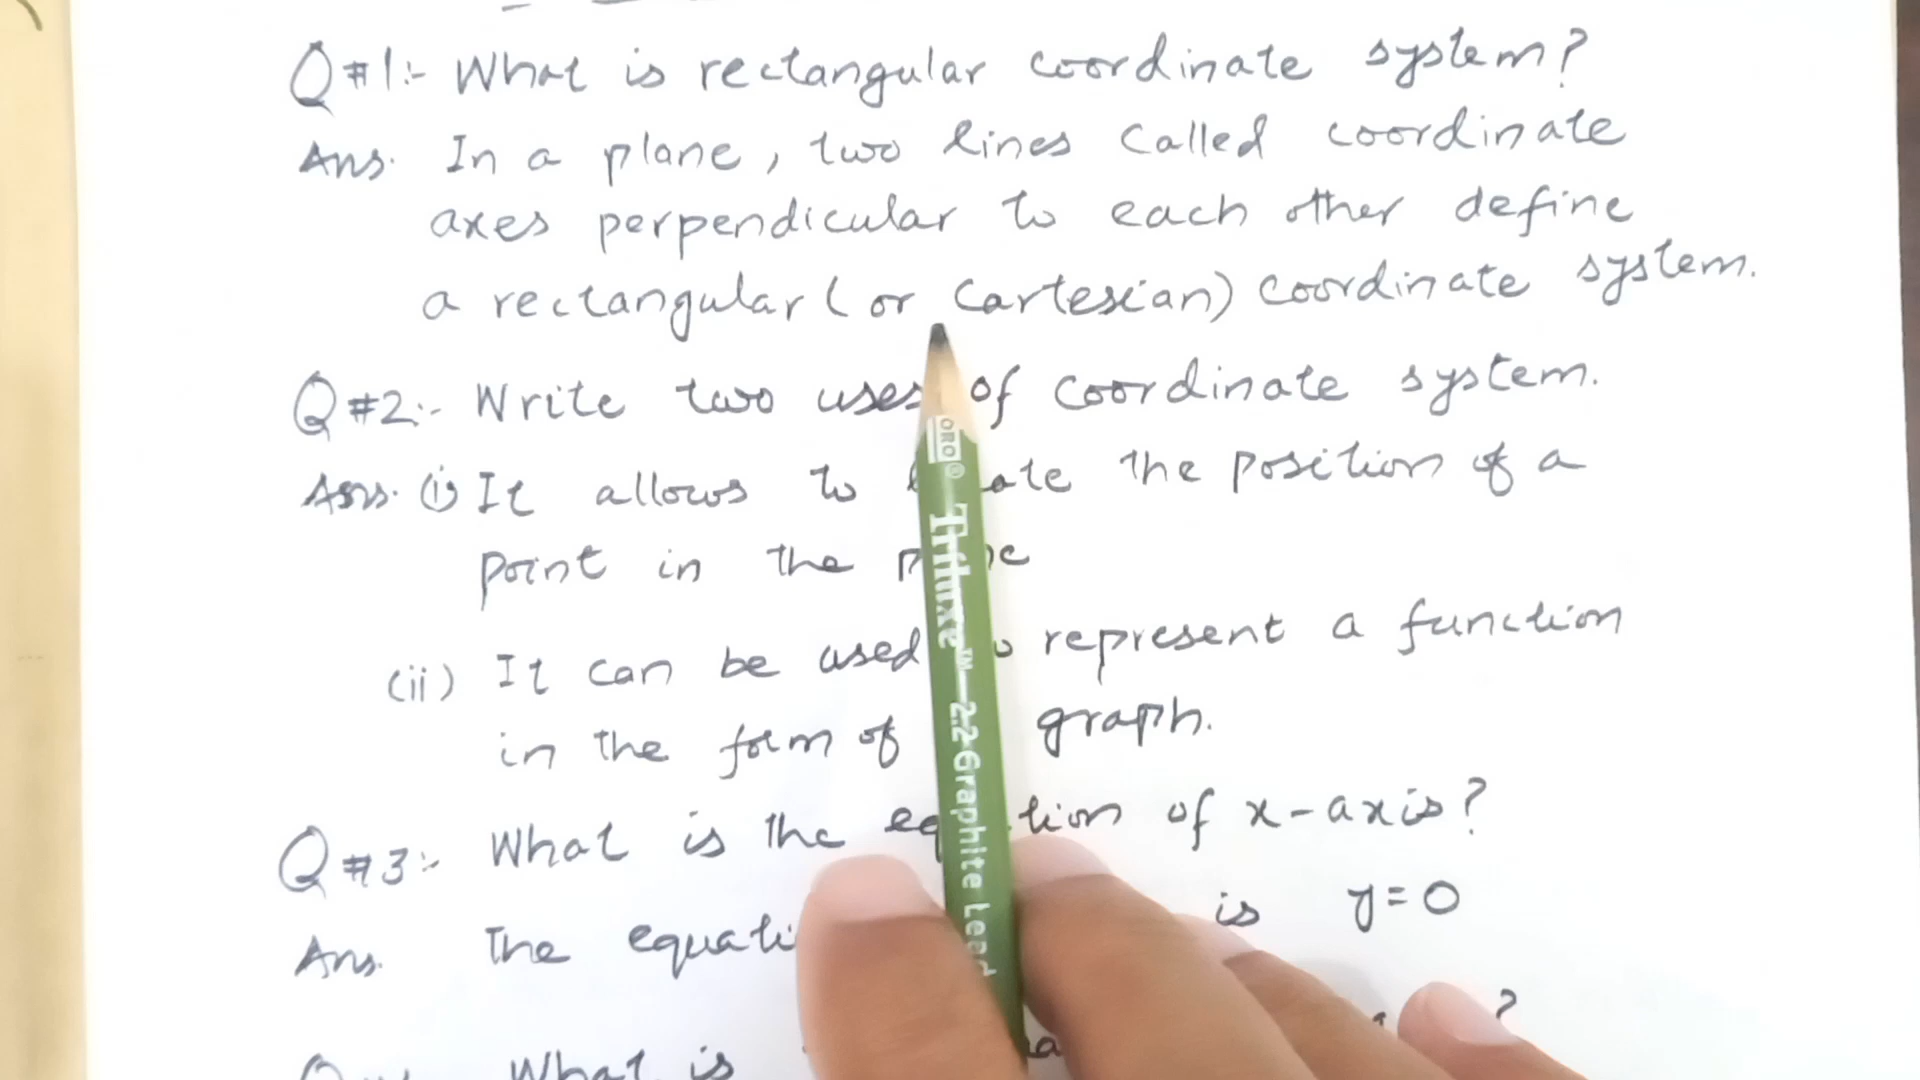 Q#1:- What is rectangular coordinate system?
Ans. In a plane, two lines called coordinate
axes perpendicular to each other define
a rectangular (or Cartesian) coordinate system.
Q#2:- Write two uses of coordinate system.
Ans. (i) It allows to the position of a
point in the
(ii) It can be used represent a function
in the form of graph.
Q#3:- What is the of x-axis?
Ans. The is y=0
What is ?
ORO® Trfluxe™ 2.2 Graphite Lead